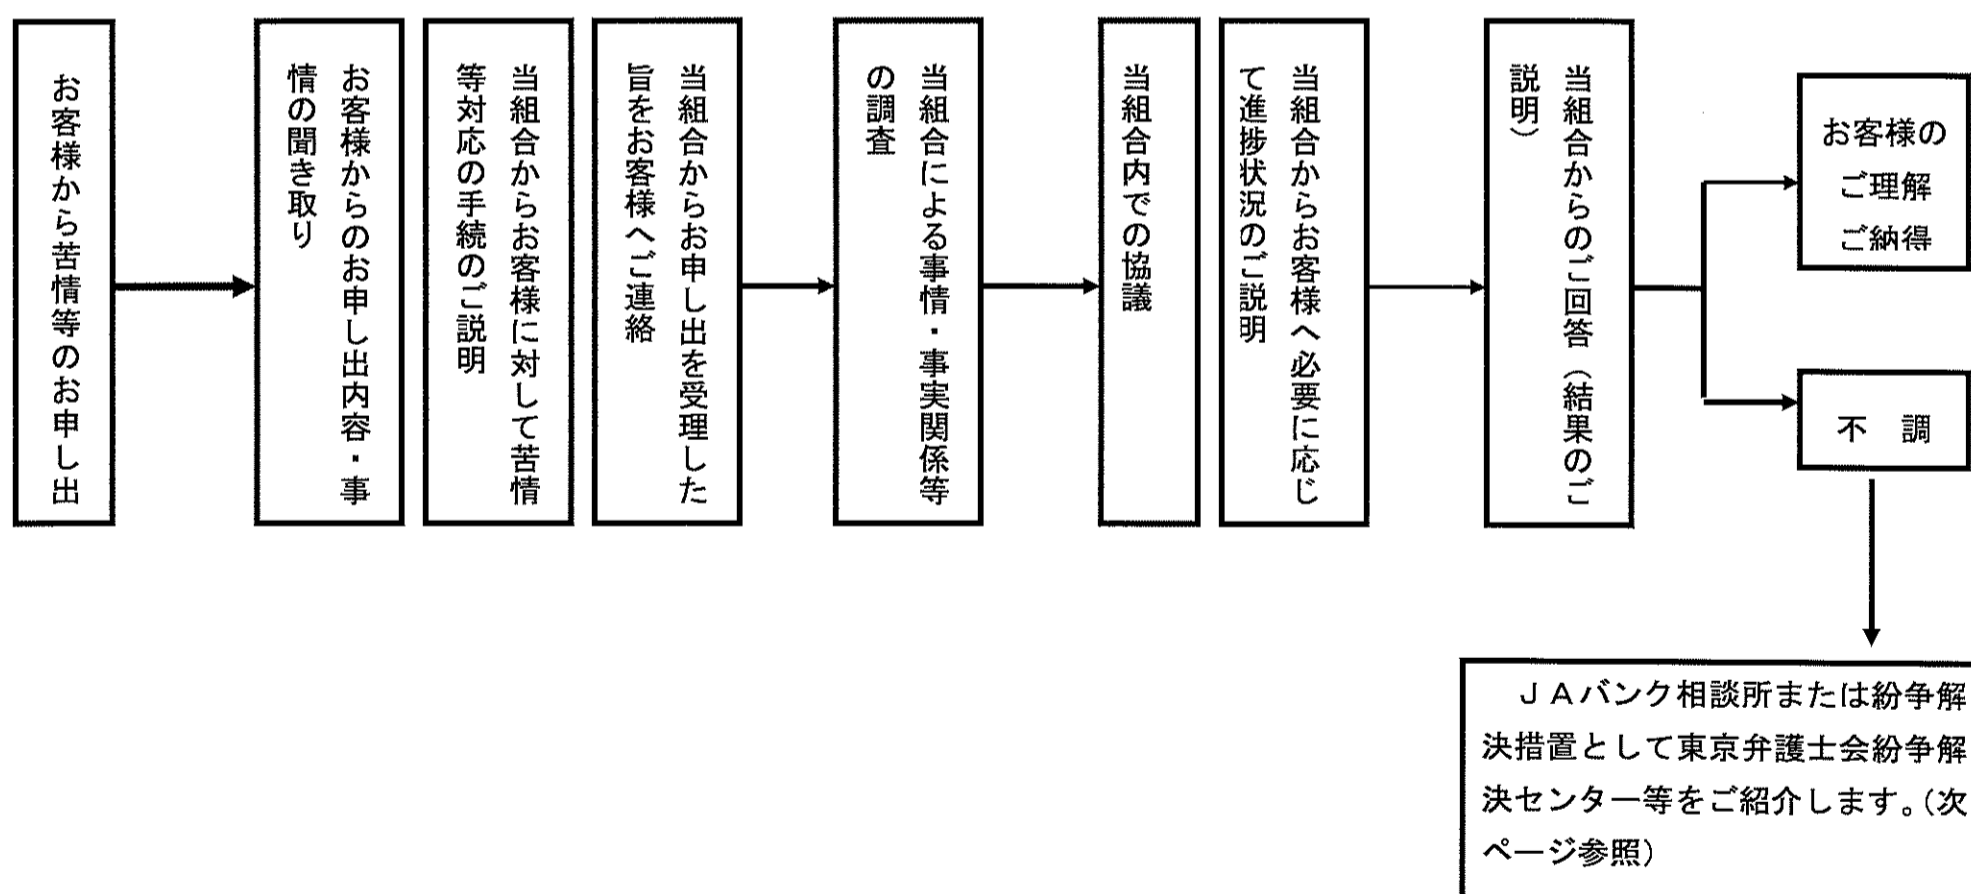 お客様から苦情等のお申し出
お客様からのお申し出内容・事
情の聞き取り
当組合からお客様に対して苦情
等対応の手続のご説明
当組合からお申し出を受理した
旨をお客様へご連絡
当組合による事情・事実関係等
の調査
当組合内での協議
当組合からお客様へ必要に応じ
て進捗状況のご説明
当組合からのご回答（結果のご
説明）
お客様の
ご理解
ご納得
不　調
ＪＡバンク相談所または紛争解
決措置として東京弁護士会紛争解
決センター等をご紹介します。（次
ページ参照）